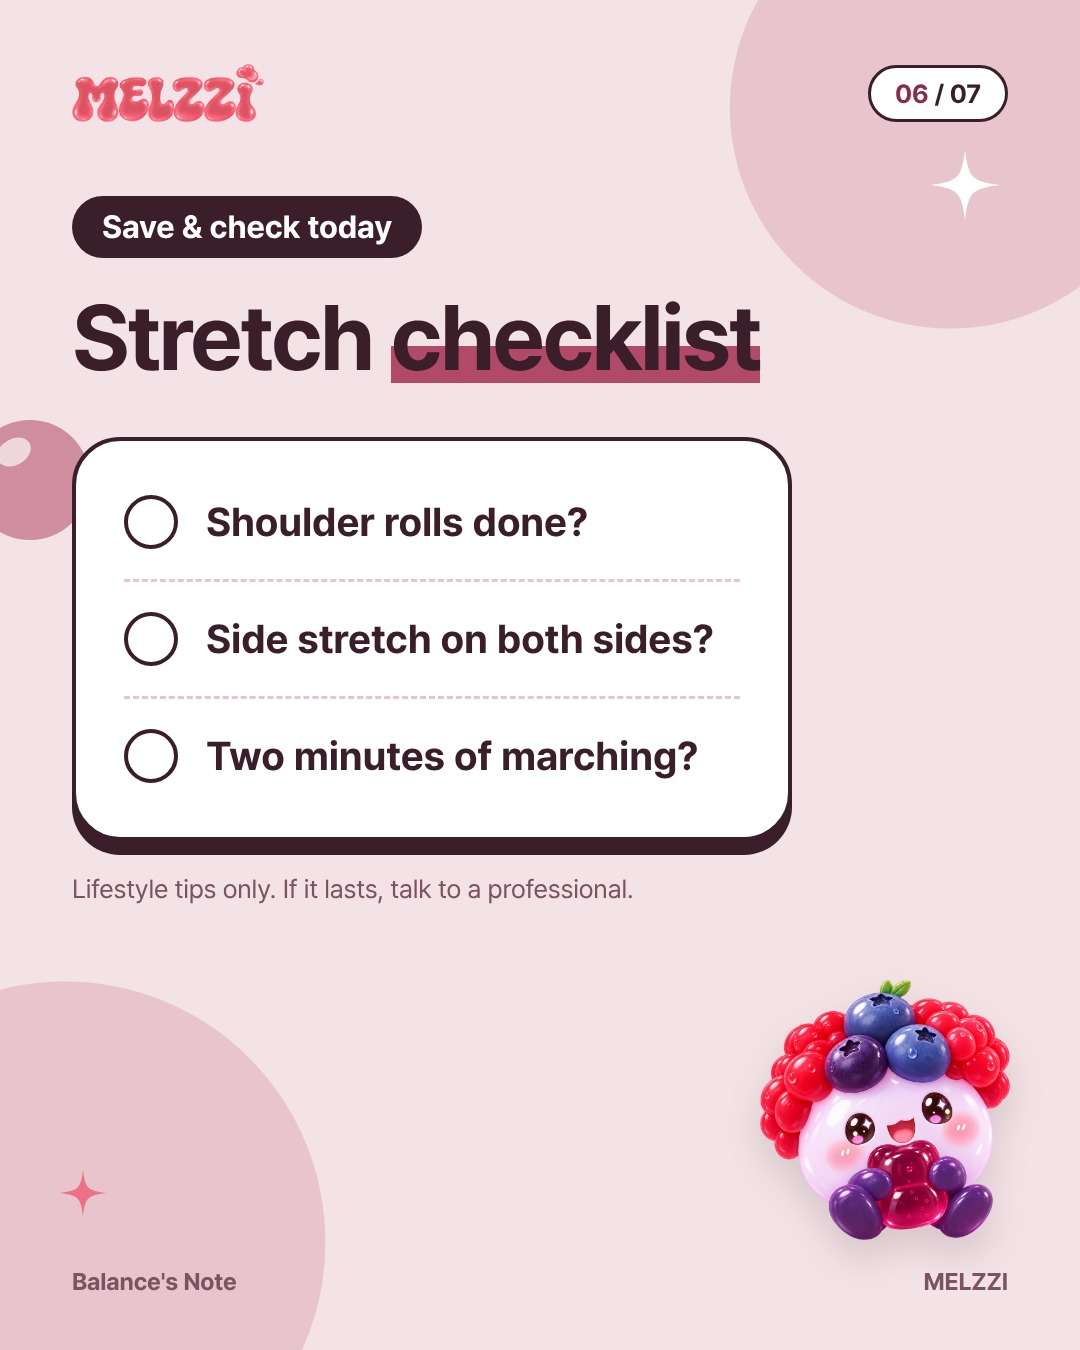 MELZZI
06 / 07
Save & check today
Stretch checklist
Shoulder rolls done?
Side stretch on both sides?
Two minutes of marching?
Lifestyle tips only. If it lasts, talk to a professional.
Balance's Note
MELZZI